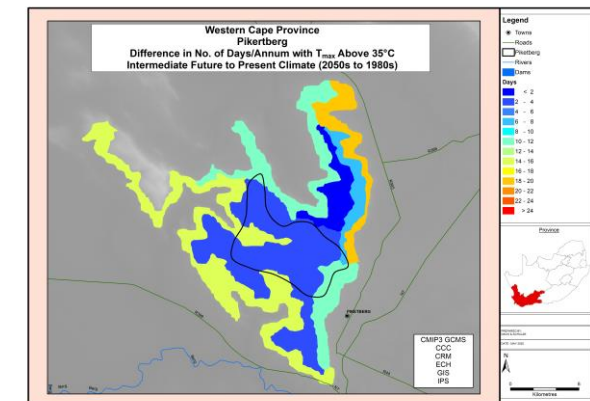 Western Cape Province
Pikertberg
Difference in No. of Days/Annum with Tmax Above 35°C
Intermediate Future to Present Climate (2050s to 1980s)
Legend
Towns
Roads
Piketberg
Rivers
Dams
Days
< 2
2 - 4
4 - 6
6 - 8
8 - 10
10 - 12
12 - 14
14 - 16
16 - 18
18 - 20
20 - 22
22 - 24
> 24
Province
PIKETBERG
CMIP3 GCMS
CCC
CRM
ECH
GIS
IPS
N
Kilometres